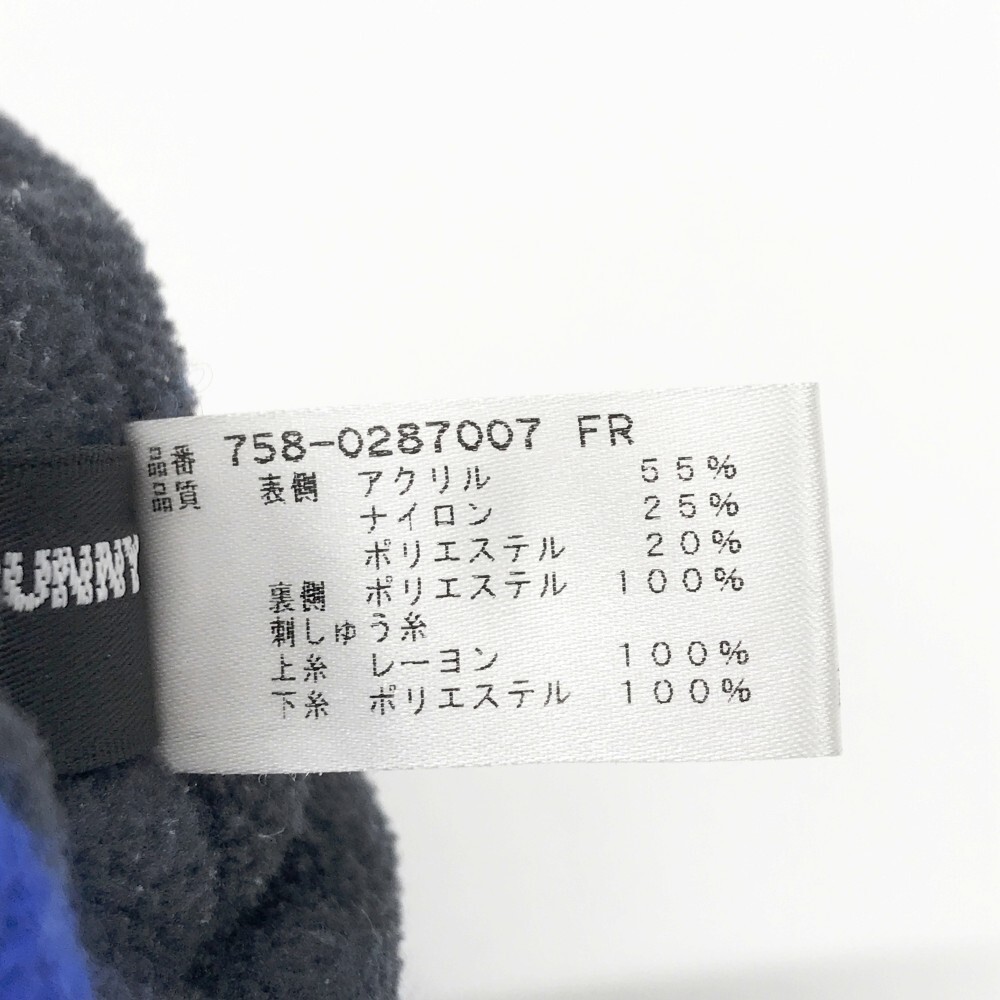 品番 758-0287007 FR
品質 表側 アクリル 55%
ナイロン 25%
ポリエステル 20%
裏側 ポリエステル 100%
刺しゅう糸
上糸 レーヨン 100%
下糸 ポリエステル 100%